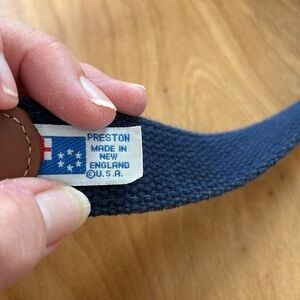 PRESTON
MADE IN
NEW
ENGLAND
©U.S.A.